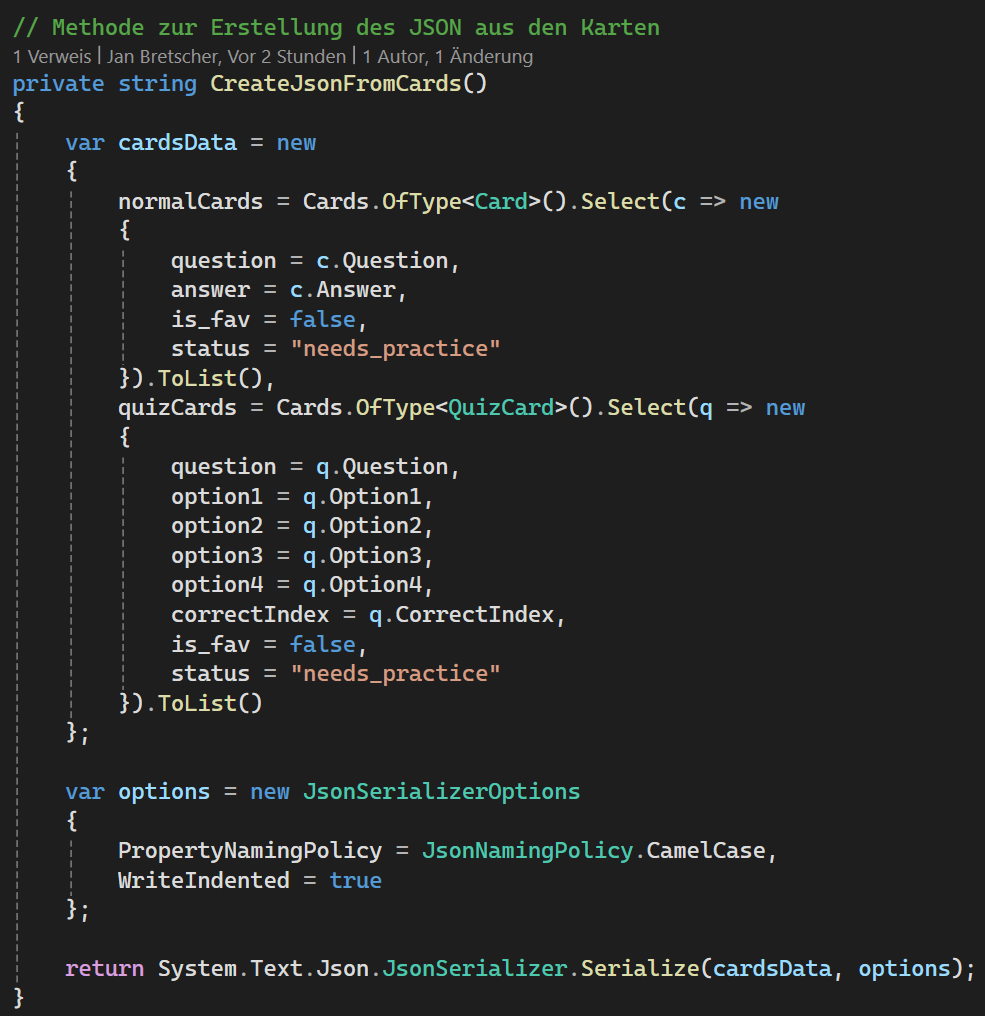 // Methode zur Erstellung des JSON aus den Karten
1 Verweis | Jan Bretscher, Vor 2 Stunden | 1 Autor, 1 Änderung
private string CreateJsonFromCards()
{
    var cardsData = new
    {
        normalCards = Cards.OfType<Card>().Select(c => new
        {
            question = c.Question,
            answer = c.Answer,
            is_fav = false,
            status = "needs_practice"
        }).ToList(),
        quizCards = Cards.OfType<QuizCard>().Select(q => new
        {
            question = q.Question,
            option1 = q.Option1,
            option2 = q.Option2,
            option3 = q.Option3,
            option4 = q.Option4,
            correctIndex = q.CorrectIndex,
            is_fav = false,
            status = "needs_practice"
        }).ToList()
    };

    var options = new JsonSerializerOptions
    {
        PropertyNamingPolicy = JsonNamingPolicy.CamelCase,
        WriteIndented = true
    };

    return System.Text.Json.JsonSerializer.Serialize(cardsData, options);
}